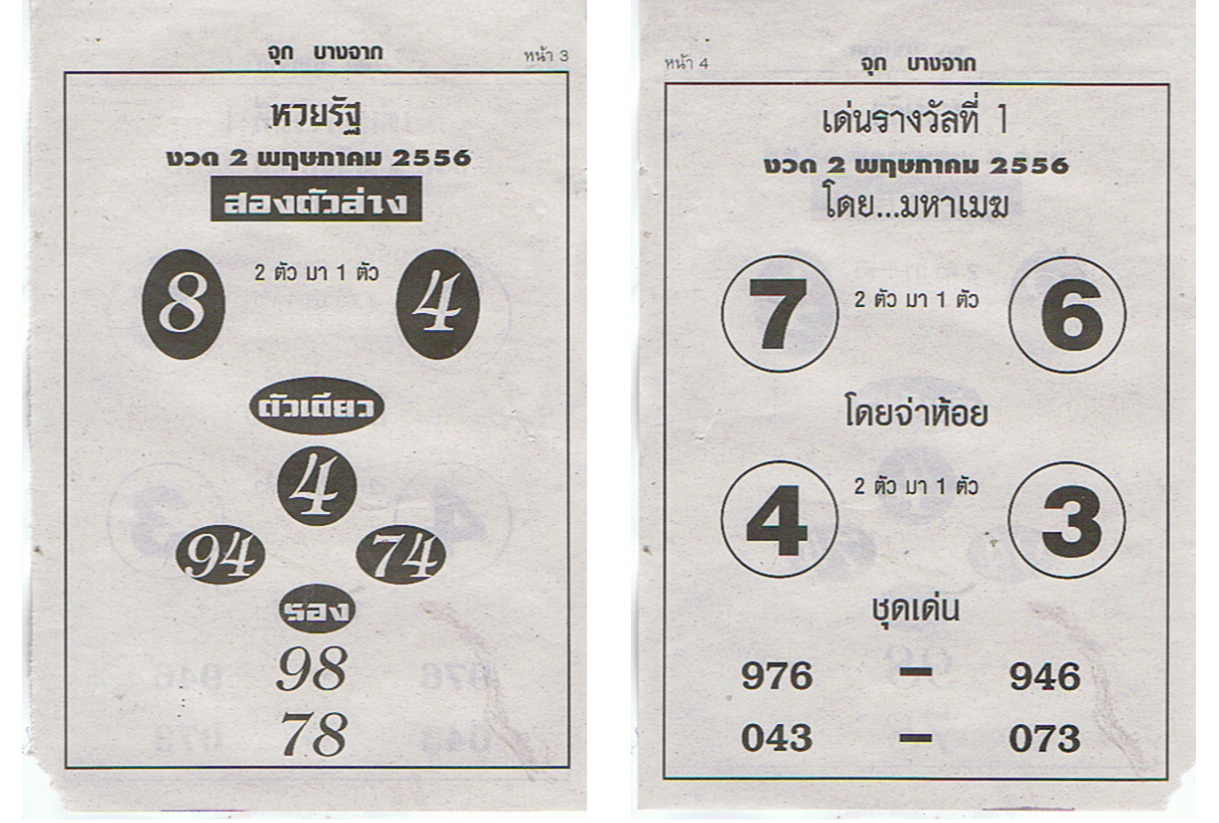 จุก บางจาก
หน้า 3
หวยรัฐ
งวด 2 พฤษภาคม 2556
สองตัวล่าง
8 2 ตัว มา 1 ตัว 4
ตัวเดียว
4
94 74
รอง
98
78
หน้า 4
จุก บางจาก
เด่นรางวัลที่ 1
งวด 2 พฤษภาคม 2556
โดย...มหาเมฆ
7 2 ตัว มา 1 ตัว 6
โดยจ่าห้อย
4 2 ตัว มา 1 ตัว 3
ชุดเด่น
976 - 946
043 - 073